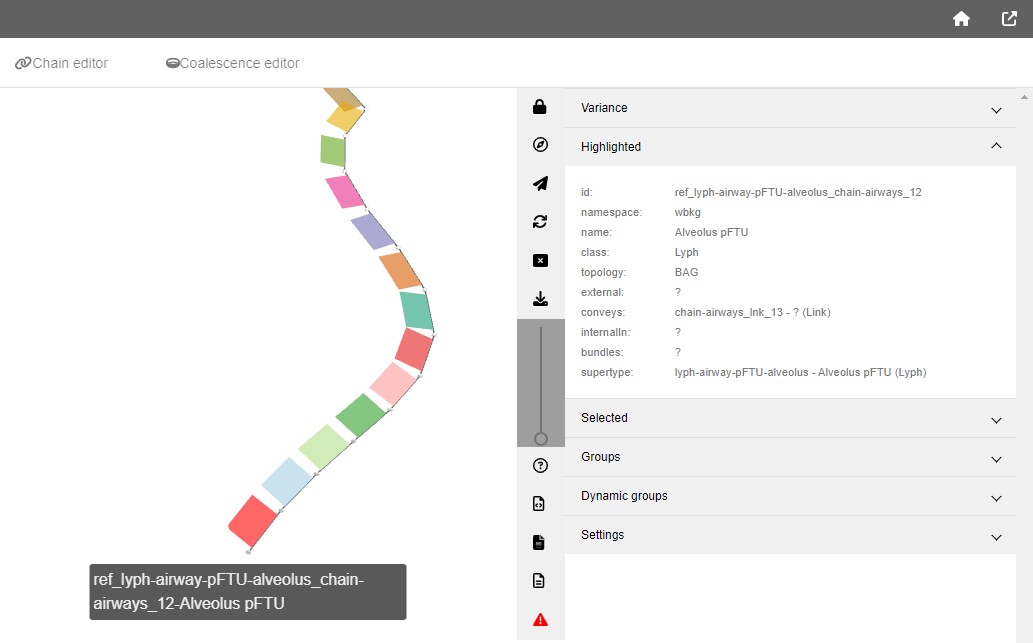 Chain editor
Coalescence editor
Variance
Highlighted
id: ref_lyph-airway-pFTU-alveolus_chain-airways_12
namespace: wbkg
name: Alveolus pFTU
class: Lyph
topology: BAG
external: ?
conveys: chain-airways_lnk_13 - ? (Link)
internalIn: ?
bundles: ?
supertype: lyph-airway-pFTU-alveolus - Alveolus pFTU (Lyph)
Selected
Groups
Dynamic groups
Settings
ref_lyph-airway-pFTU-alveolus_chain-
airways_12-Alveolus pFTU